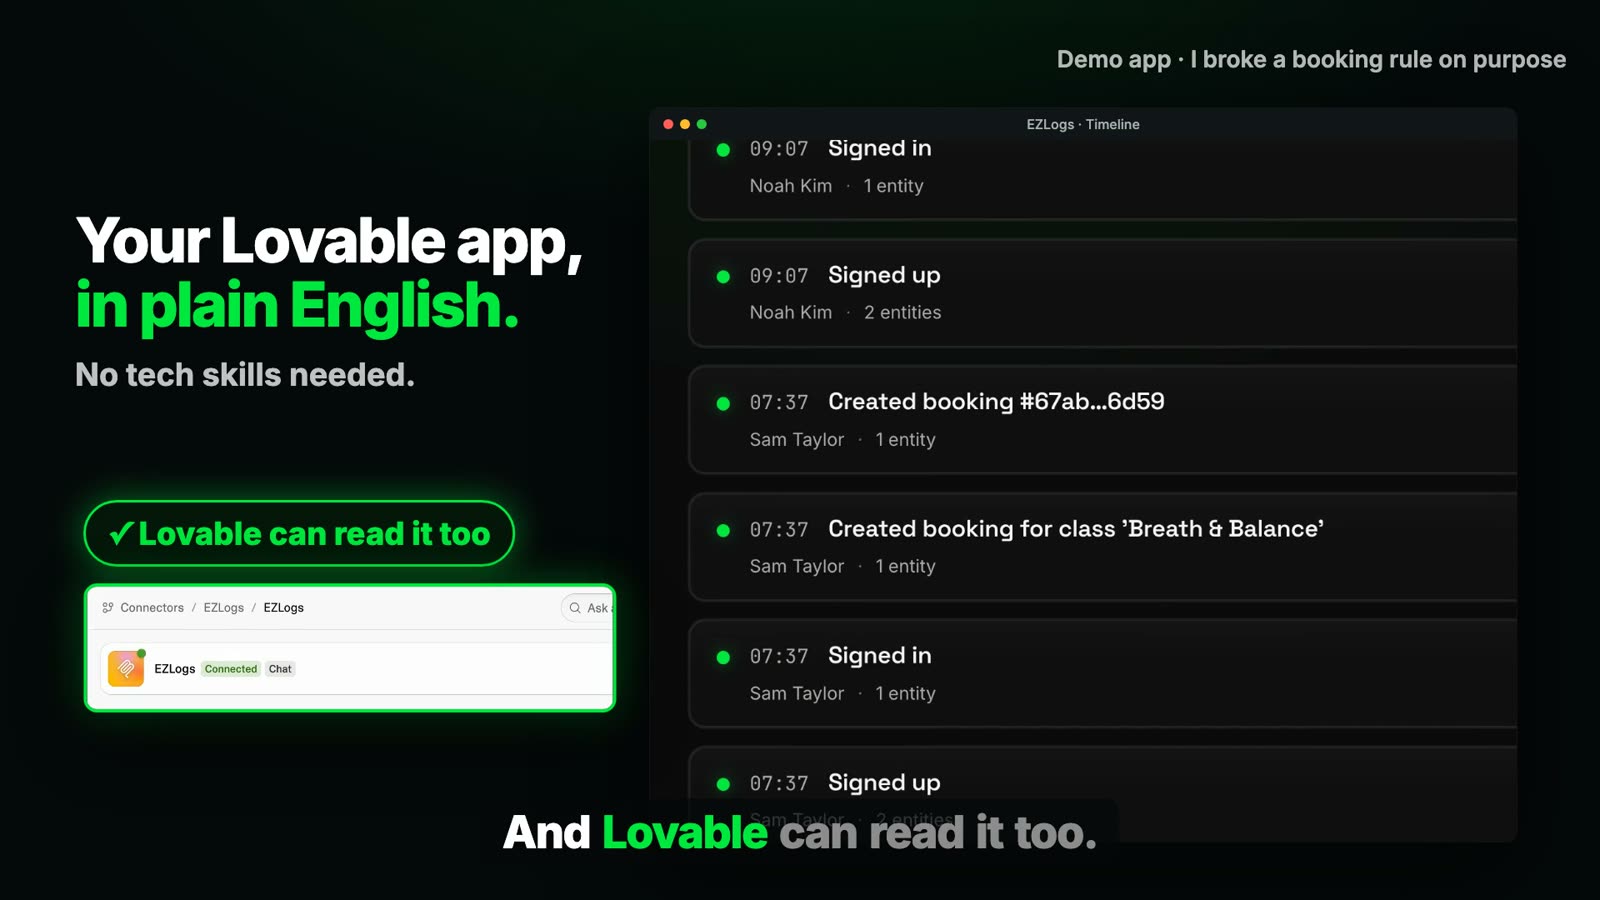 Demo app · I broke a booking rule on purpose
EZLogs · Timeline
09:07 Signed in
Noah Kim · 1 entity
09:07 Signed up
Noah Kim · 2 entities
07:37 Created booking #67ab...6d59
Sam Taylor · 1 entity
07:37 Created booking for class 'Breath & Balance'
Sam Taylor · 1 entity
07:37 Signed in
Sam Taylor · 1 entity
07:37 Signed up
Sam Taylor · 2 entities
Your Lovable app,
in plain English.
No tech skills needed.
✓Lovable can read it too
Connectors / EZLogs / EZLogs
Ask
EZLogs Connected Chat
And Lovable can read it too.